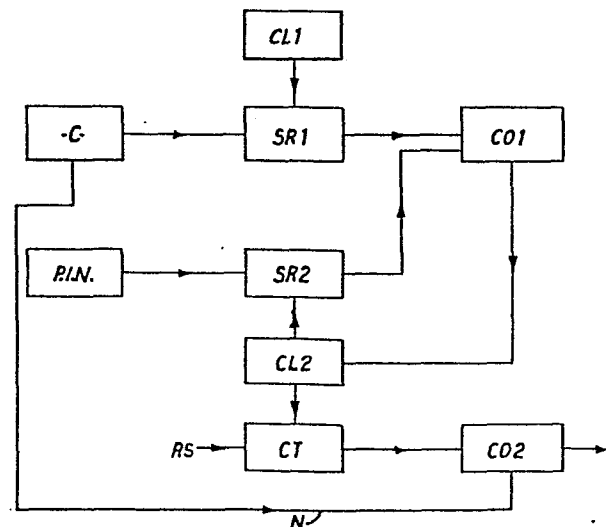 CL1
-C-
SR1
CO1
P.I.N.
SR2
CL2
RS
CT
CO2
N